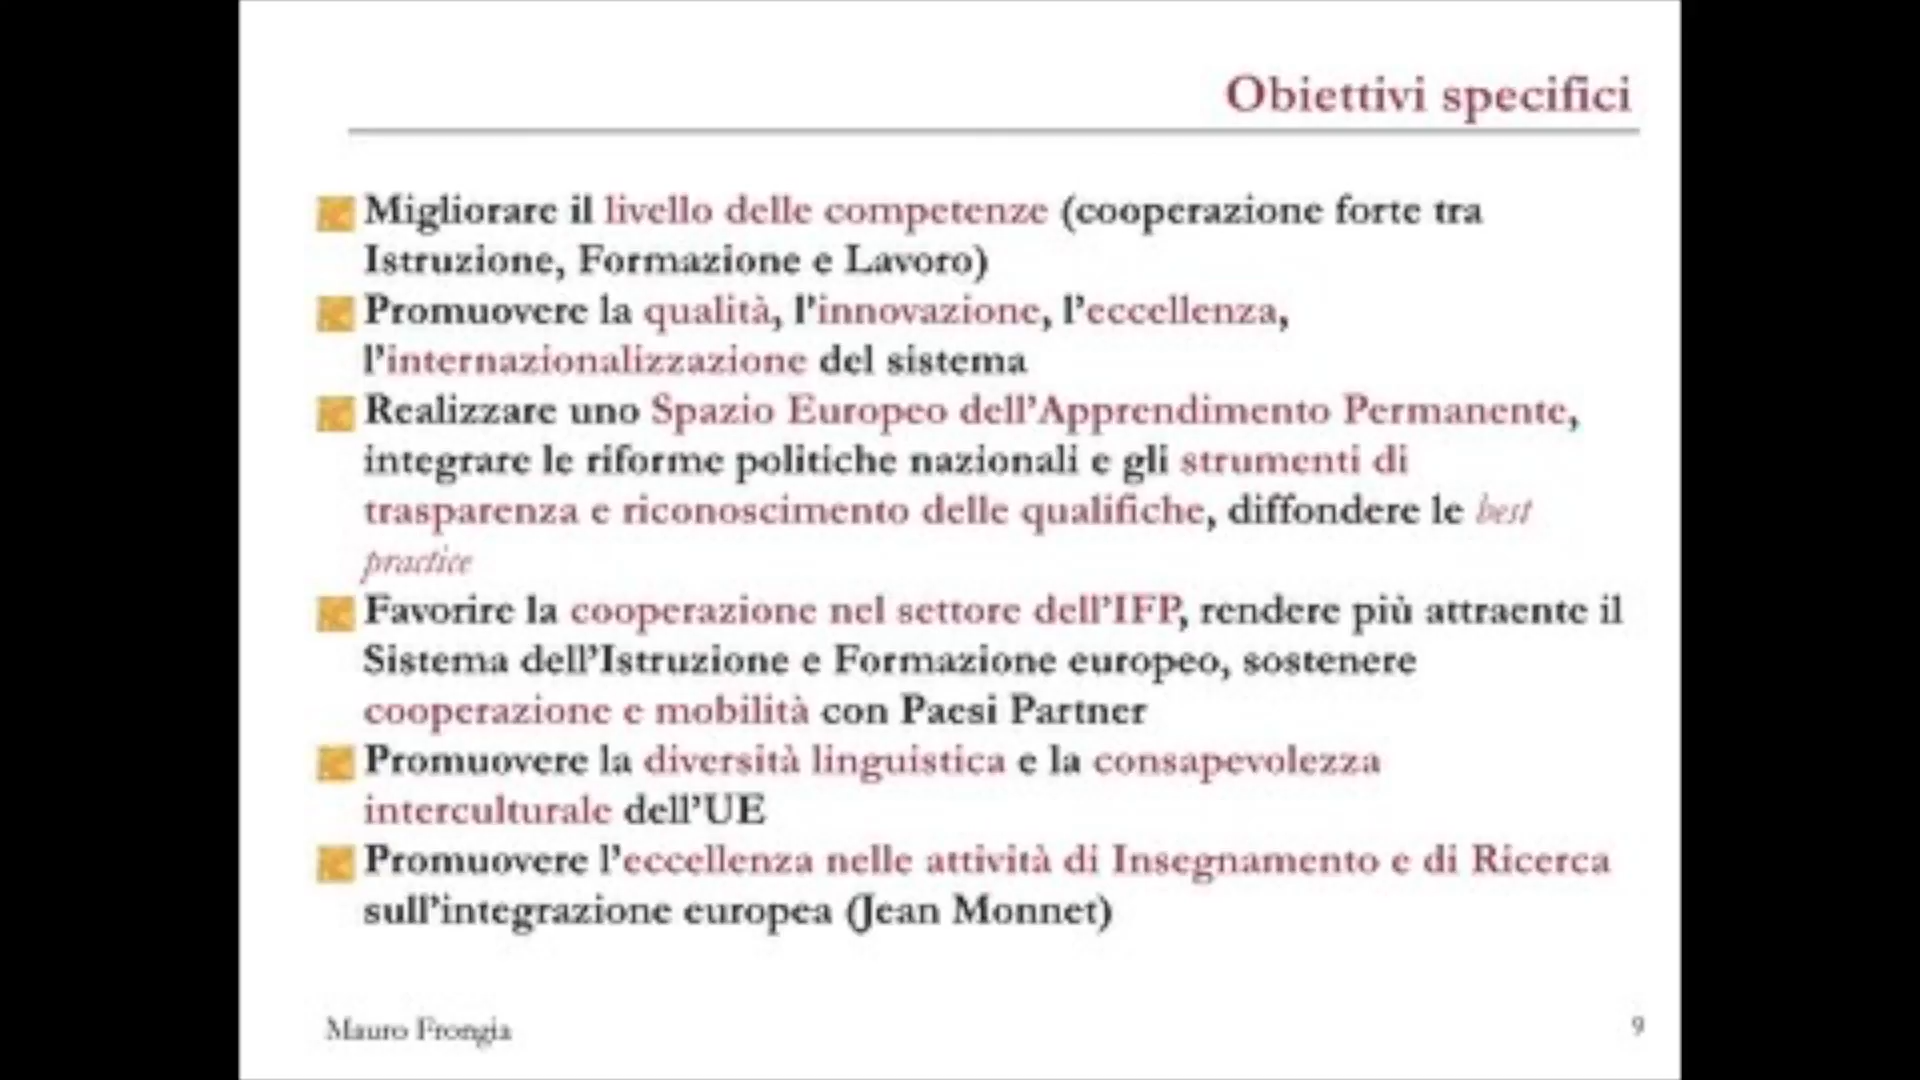 Obiettivi specifici
Migliorare il livello delle competenze (cooperazione forte tra
Istruzione, Formazione e Lavoro)
Promuovere la qualità, l'innovazione, l'eccellenza,
l'internazionalizzazione del sistema
Realizzare uno Spazio Europeo dell'Apprendimento Permanente,
integrare le riforme politiche nazionali e gli strumenti di
trasparenza e riconoscimento delle qualifiche, diffondere le best
practice
Favorire la cooperazione nel settore dell'IFP, rendere più attraente il
Sistema dell'Istruzione e Formazione europeo, sostenere
cooperazione e mobilità con Paesi Partner
Promuovere la diversità linguistica e la consapevolezza
interculturale dell'UE
Promuovere l'eccellenza nelle attività di Insegnamento e di Ricerca
sull'integrazione europea (Jean Monnet)
Mauro Frongia
9